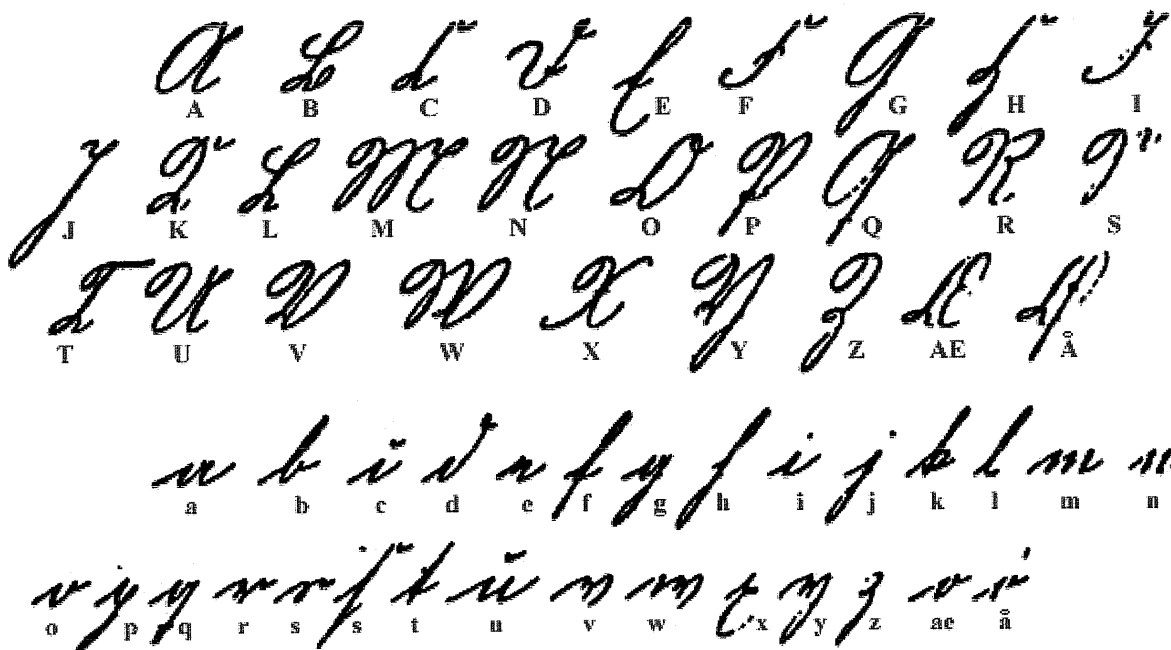 A B C D E F G H I
J K L M N O P Q R S
T U V W X Y Z AE Å
a b c d e f g h i j k l m n
o p q r s s t u v w x y z ae å